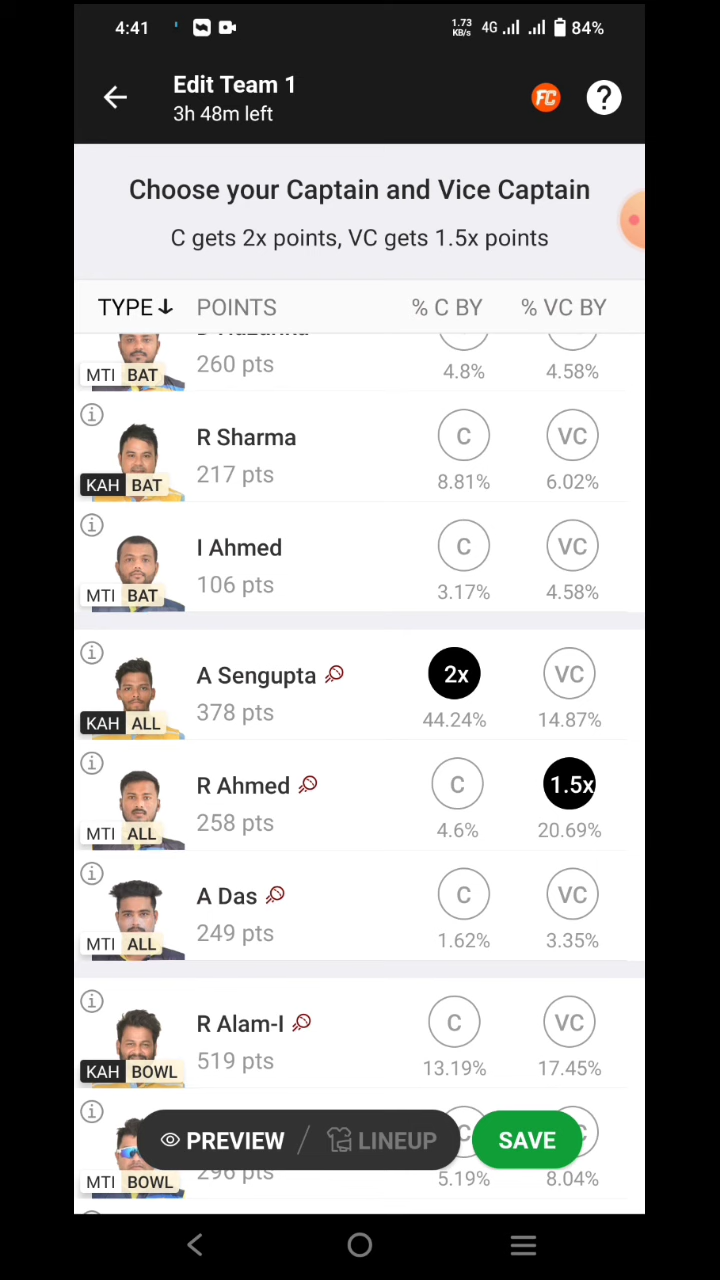 4:41 1.73 KB/s 4G 84%
Edit Team 1
3h 48m left
FC ?
Choose your Captain and Vice Captain
C gets 2x points, VC gets 1.5x points
TYPE POINTS % C BY % VC BY
260 pts
MTI BAT 4.8% 4.58%
R Sharma C VC
217 pts
KAH BAT 8.81% 6.02%
I Ahmed C VC
106 pts
MTI BAT 3.17% 4.58%
A Sengupta 2x VC
378 pts
KAH ALL 44.24% 14.87%
R Ahmed C 1.5x
258 pts
MTI ALL 4.6% 20.69%
A Das C VC
249 pts
MTI ALL 1.62% 3.35%
R Alam-I C VC
519 pts
KAH BOWL 13.19% 17.45%
PREVIEW / LINEUP C SAVE C
296 pts
MTI BOWL 5.19% 8.04%